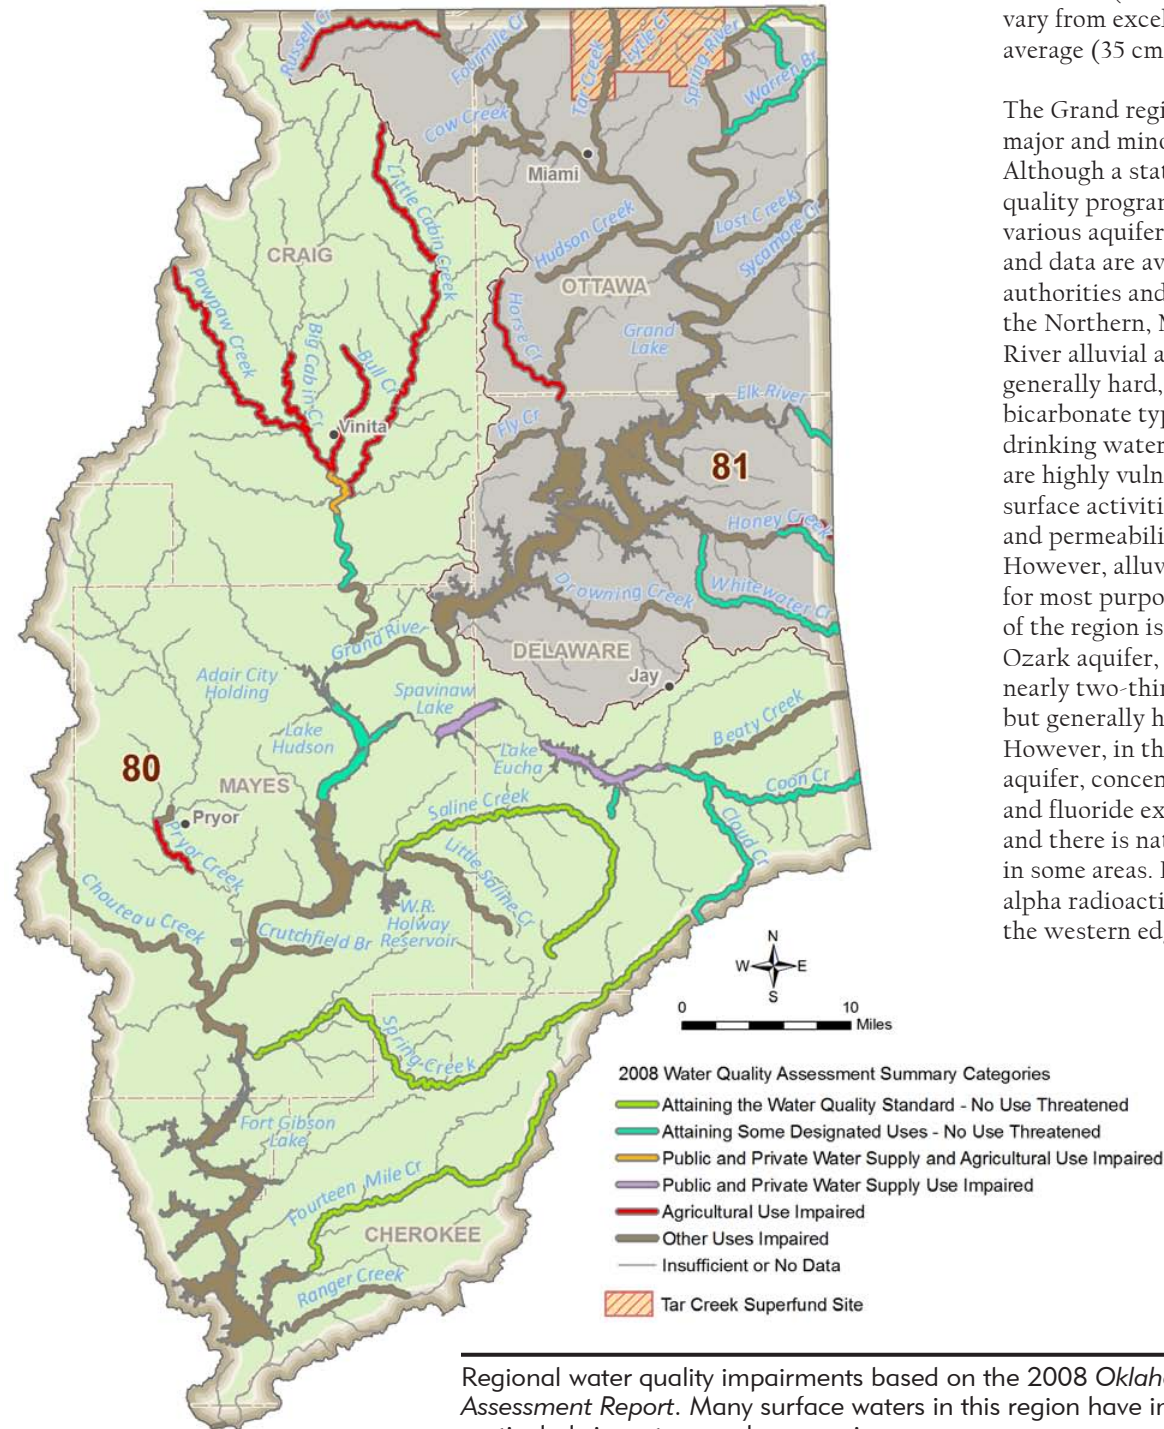 vary from excel
average (35 cm
The Grand regi
major and mino
Although a stat
quality program
various aquifer
and data are av
authorities and
the Northern, N
River alluvial a
generally hard,
bicarbonate typ
drinking water
are highly vuln
surface activiti
and permeabili
However, alluv
for most purpo
of the region is
Ozark aquifer,
nearly two-thir
but generally h
However, in th
aquifer, concen
and fluoride ex
and there is nat
in some areas.
alpha radioacti
the western ed
Russell Cr
Fourmile Cr
Tar Creek
Lytle Cr
Spring River
Warren Br
Cow Creek
Miami
Little Cabin Creek
Lost Creek
Hudson Creek
Sycamore Cr
CRAIG
OTTAWA
Pawpaw Creek
Horse Cr
Big Cabin Cr
Bull Cr
Grand
Lake
Elk River
Vinita
Fly Cr
81
Honey Creek
Drowning Creek
Whitewater Cr
Grand River
DELAWARE
Jay
Adair City
Holding
Spavinaw
Lake
Beaty Creek
Lake
Hudson
Lake
Eucha
80
MAYES
Coon Cr
Saline Creek
Pryor
Cloud Cr
Pryor Creek
Little Saline Cr
Chouteau Creek
W.R.
Holway
Reservoir
Crutchfield Br
Spring Creek
Fort Gibson
Lake
Fourteen Mile Cr
CHEROKEE
Ranger Creek
N
W
E
S
0
10
Miles
2008 Water Quality Assessment Summary Categories
Attaining the Water Quality Standard - No Use Threatened
Attaining Some Designated Uses - No Use Threatened
Public and Private Water Supply and Agricultural Use Impaired
Public and Private Water Supply Use Impaired
Agricultural Use Impaired
Other Uses Impaired
Insufficient or No Data
Tar Creek Superfund Site
Regional water quality impairments based on the 2008 Oklah
Assessment Report. Many surface waters in this region have in